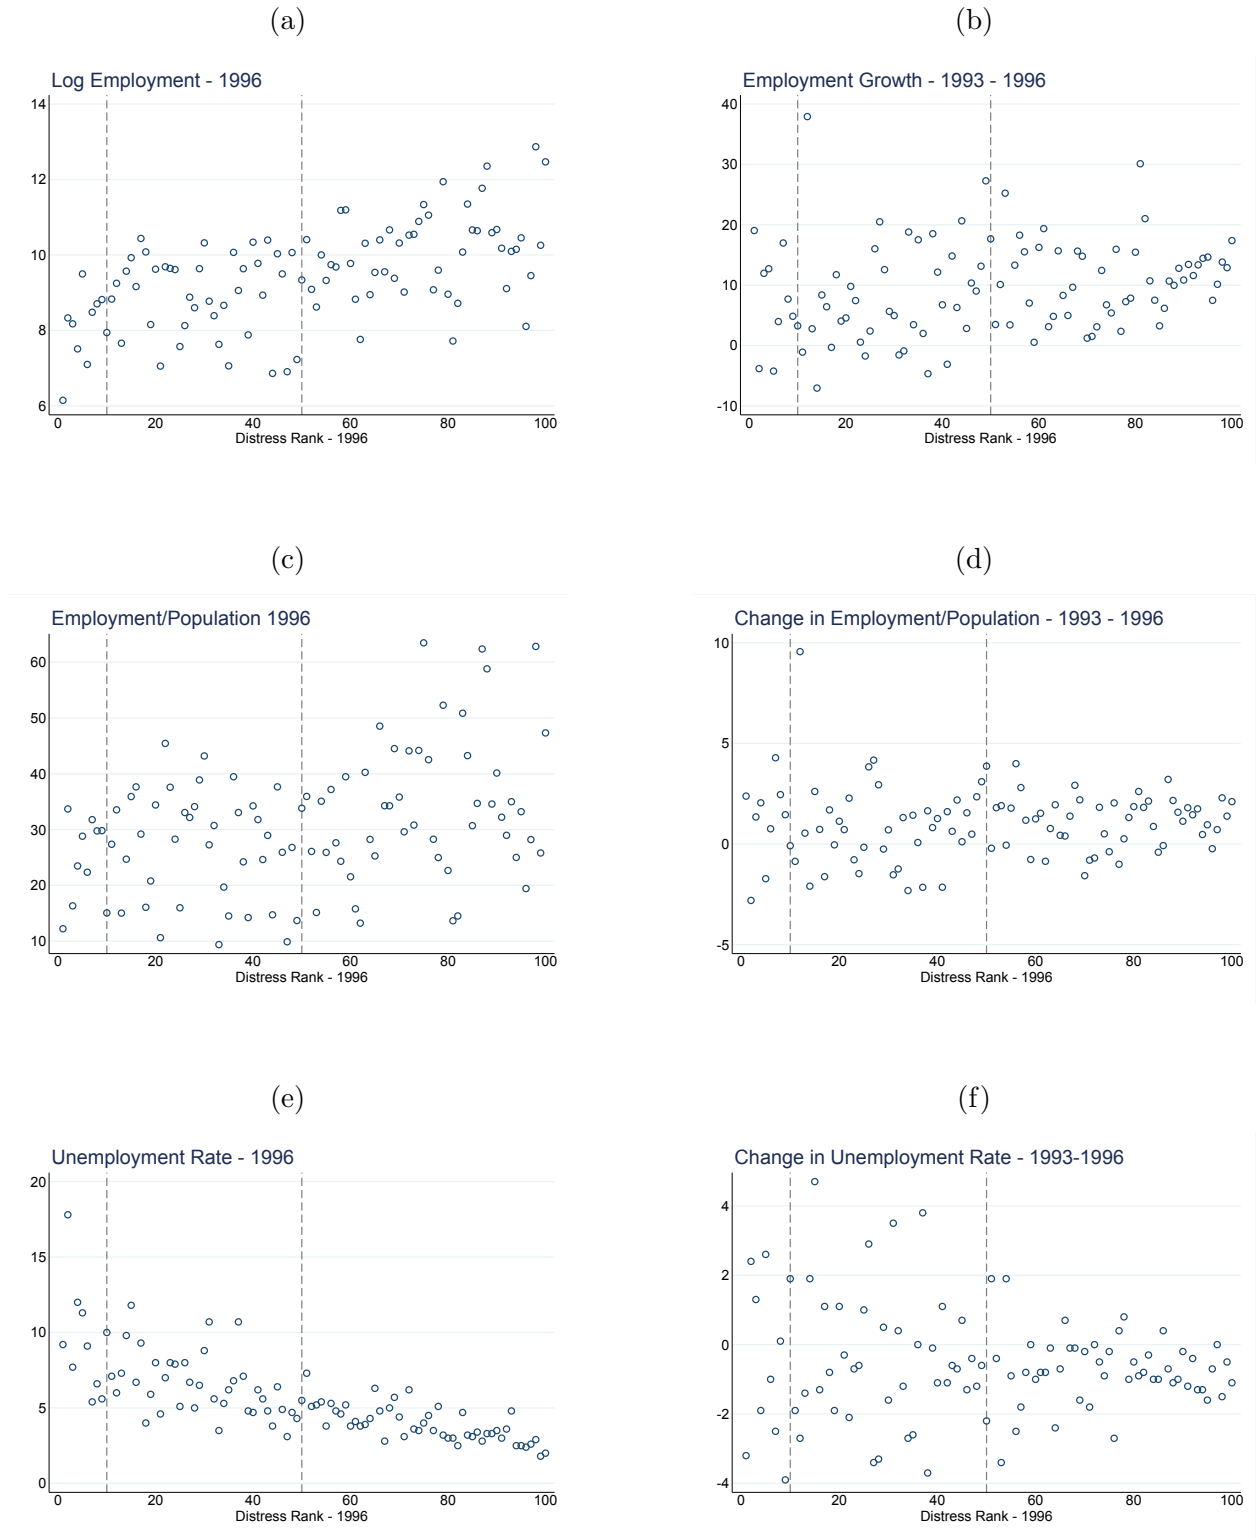 (a)
Log Employment - 1996
14
12
10
8
6
0 20 40 60 80 100
Distress Rank - 1996
(b)
Employment Growth - 1993 - 1996
40
30
20
10
0
-10
0 20 40 60 80 100
Distress Rank - 1996
(c)
Employment/Population 1996
60
50
40
30
20
10
0 20 40 60 80 100
Distress Rank - 1996
(d)
Change in Employment/Population - 1993 - 1996
10
5
0
-5
0 20 40 60 80 100
Distress Rank - 1996
(e)
Unemployment Rate - 1996
20
15
10
5
0
0 20 40 60 80 100
Distress Rank - 1996
(f)
Change in Unemployment Rate - 1993-1996
4
2
0
-2
-4
0 20 40 60 80 100
Distress Rank - 1996